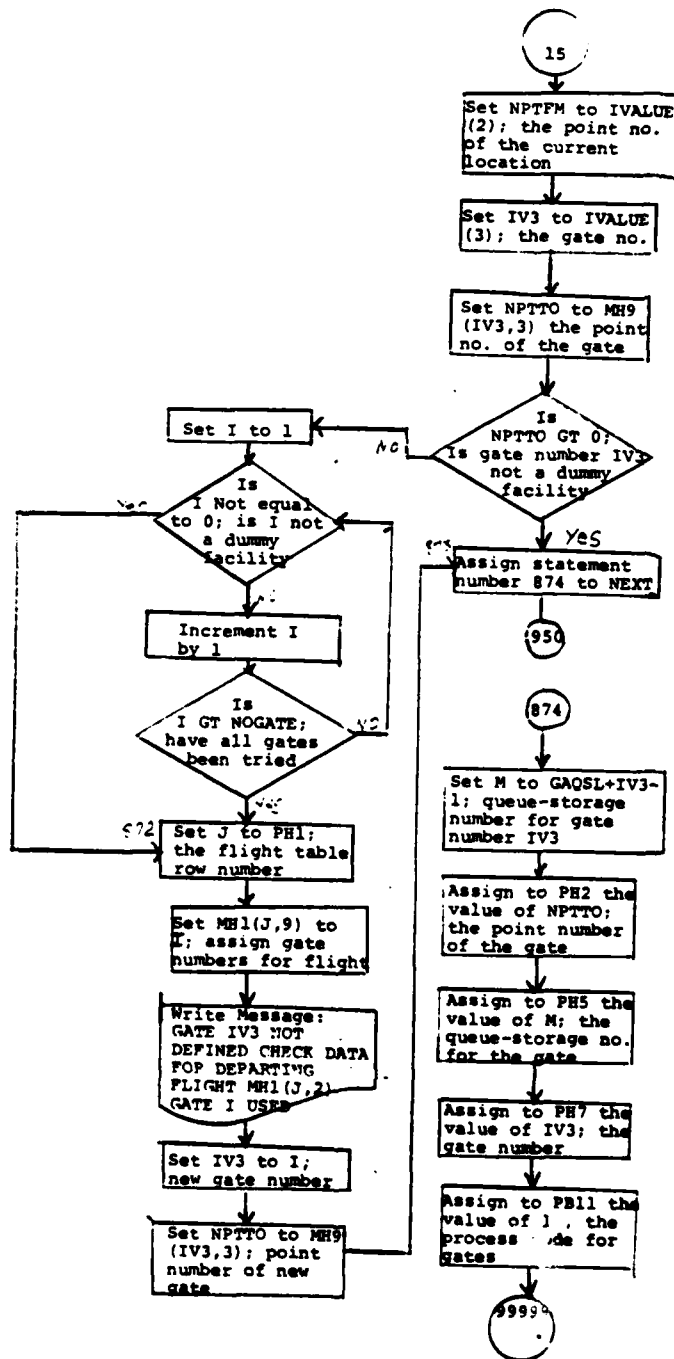 15
Set NPTFM to IVALUE
(2); the point no.
of the current
location
Set IV3 to IVALUE
(3); the gate no.
Set NPTTO to MH9
(IV3,3) the point
no. of the gate
Is
NPTTO GT 0;
Is gate number IV3
not a dummy
facility
No
Yes
Set I to 1
Is
I Not equal
to 0; is I not
a dummy
facility
Yes
No
Increment I
by 1
Is
I GT NOGATE;
have all gates
been tried
NO
Yes
872
Set J to PH1;
the flight table
row number
Set MH1(J,9) to
I; assign gate
numbers for flight
Write Message:
GATE IV3 NOT
DEFINED CHECK DATA
FOP DEPARTING
FLIGHT MH1(J,2)
GATE I USED
Set IV3 to I;
new gate number
Set NPTTO to MH9
(IV3,3); point
number of new
gate
Assign statement
number 874 to NEXT
950
874
Set M to GAQSL+IV3-
1; queue-storage
number for gate
number IV3
Assign to PH2 the
value of NPTTO;
the point number
of the gate
Assign to PH5 the
value of M; the
queue-storage no.
for the gate
Assign to PH7 the
value of IV3; the
gate number
Assign to PB11 the
value of 1 , the
process de for
gates
99999